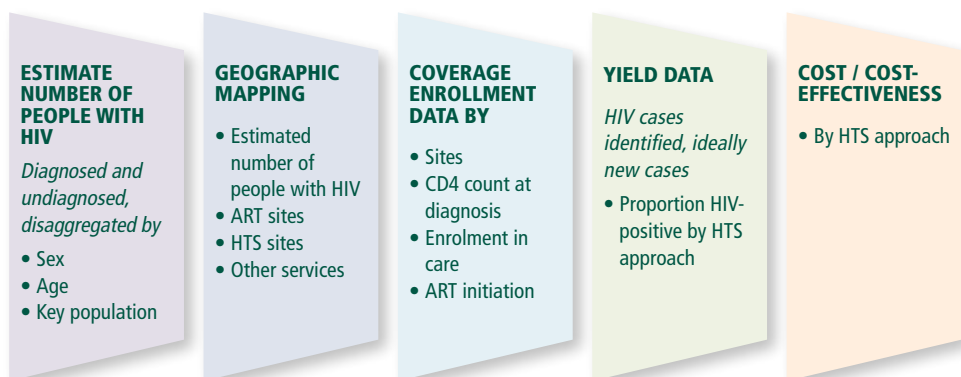 ESTIMATE
NUMBER OF
PEOPLE WITH
HIV
Diagnosed and
undiagnosed,
disaggregated by
• Sex
• Age
• Key population
GEOGRAPHIC
MAPPING
• Estimated
number of
people with HIV
• ART sites
• HTS sites
• Other services
COVERAGE
ENROLLMENT
DATA BY
• Sites
• CD4 count at
diagnosis
• Enrolment in
care
• ART initiation
YIELD DATA
HIV cases
identified, ideally
new cases
• Proportion HIV-
positive by HTS
approach
COST / COST-
EFFECTIVENESS
• By HTS approach